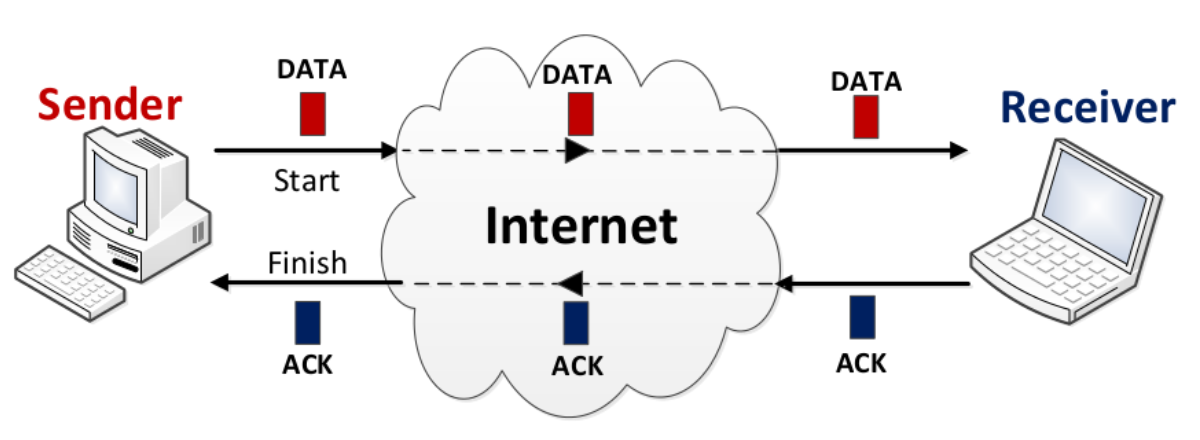 DATA
DATA
DATA
Sender
Receiver
Start
Internet
Finish
ACK
ACK
ACK